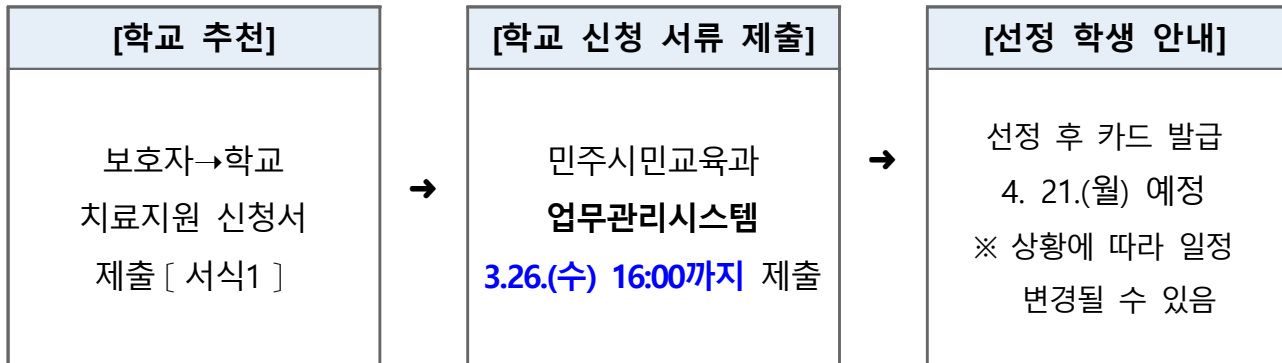 [학교 추천]
보호자→학교
치료지원 신청서
제출 [ 서식1 ]
➜
[학교 신청 서류 제출]
민주시민교육과
업무관리시스템
3.26.(수) 16:00까지 제출
➜
[선정 학생 안내]
선정 후 카드 발급
4. 21.(월) 예정
※ 상황에 따라 일정
변경될 수 있음